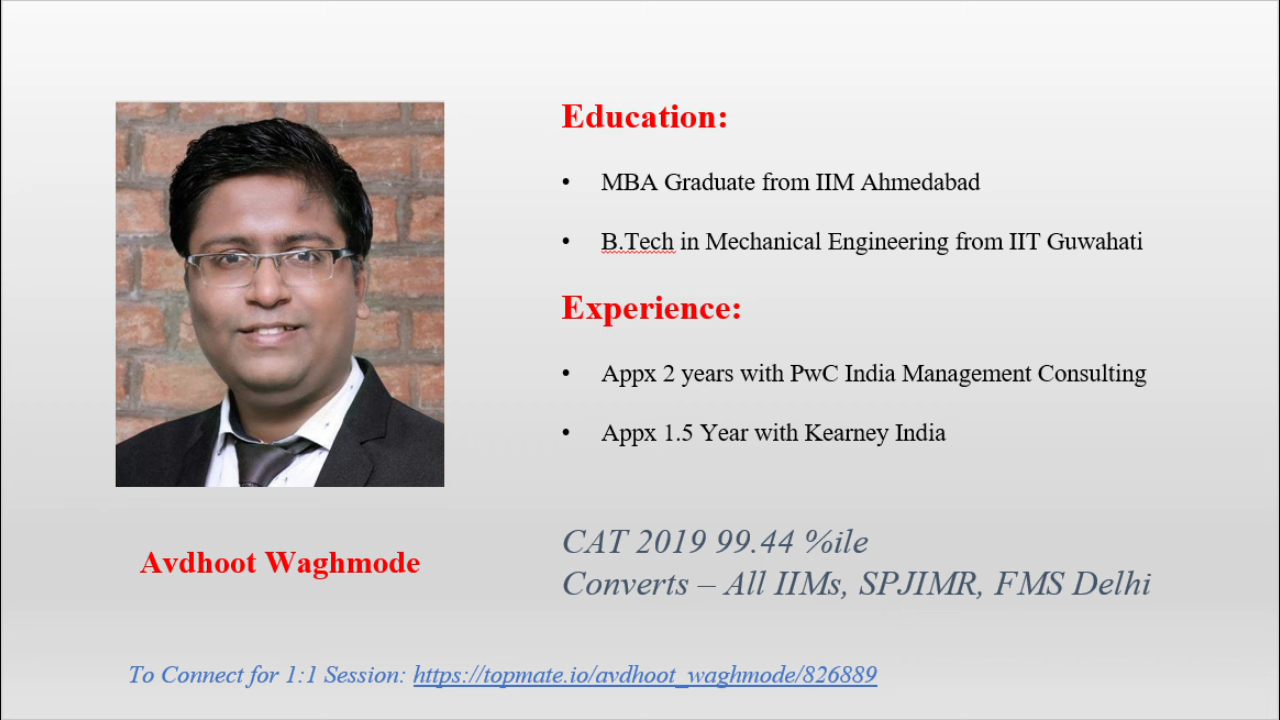 Education:
• MBA Graduate from IIM Ahmedabad
• B.Tech in Mechanical Engineering from IIT Guwahati
Experience:
• Appx 2 years with PwC India Management Consulting
• Appx 1.5 Year with Kearney India
CAT 2019 99.44 %ile
Converts – All IIMs, SPJIMR, FMS Delhi
Avdhoot Waghmode
To Connect for 1:1 Session: https://topmate.io/avdhoot_waghmode/826889